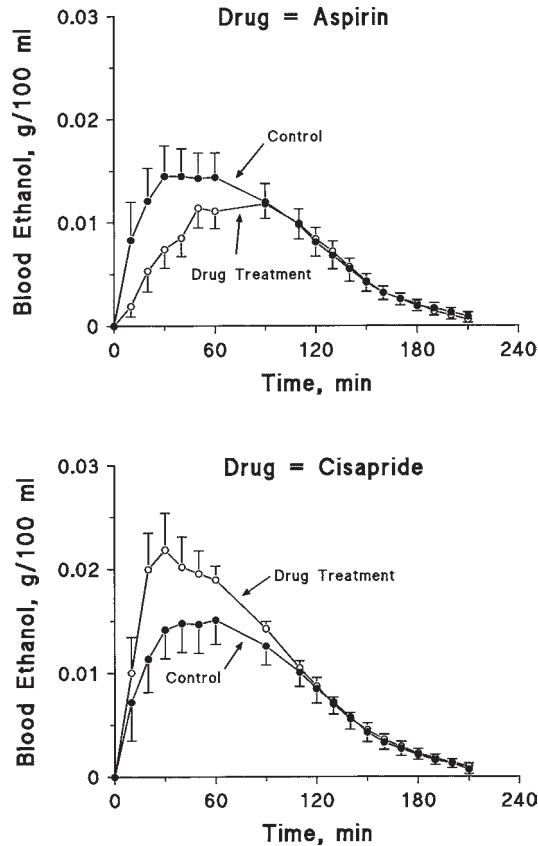 Drug = Aspirin
Blood Ethanol, g/100 ml
0.03
0.02
0.01
0
Control
Drug Treatment
0 60 120 180 240
Time, min
Drug = Cisapride
Blood Ethanol, g/100 ml
0.03
0.02
0.01
0
Drug Treatment
Control
0 60 120 180 240
Time, min